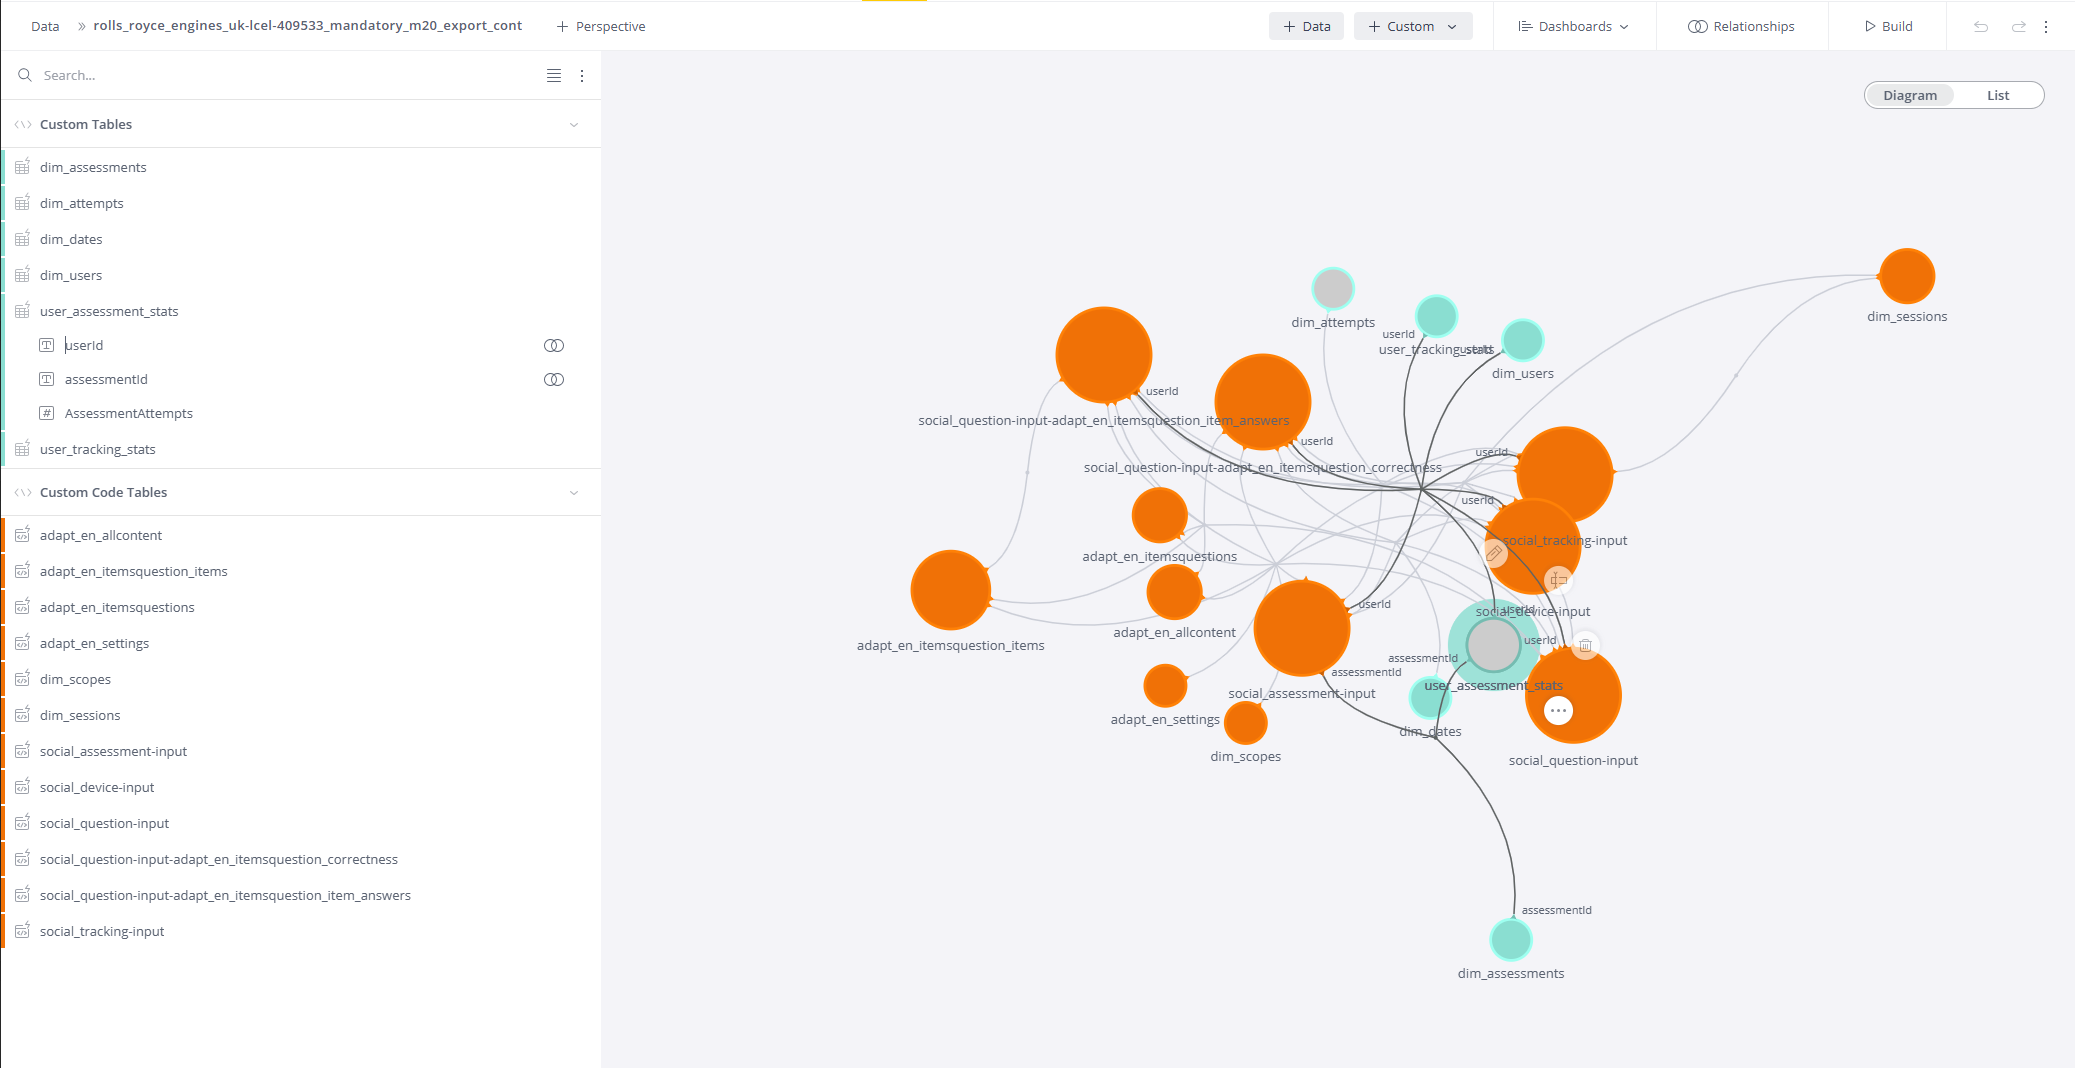 Data » rolls_royce_engines_uk-lcel-409533_mandatory_m20_export_cont + Perspective + Data + Custom Dashboards Relationships Build
Search...
Diagram List
Custom Tables
dim_assessments
dim_attempts
dim_dates
dim_users
user_assessment_stats
userId
assessmentId
AssessmentAttempts
user_tracking_stats
Custom Code Tables
adapt_en_allcontent
adapt_en_itemsquestion_items
adapt_en_itemsquestions
adapt_en_settings
dim_scopes
dim_sessions
social_assessment-input
social_device-input
social_question-input
social_question-input-adapt_en_itemsquestion_correctness
social_question-input-adapt_en_itemsquestion_item_answers
social_tracking-input
dim_sessions
dim_attempts
userId
user_tracking_stats
userId
dim_users
userId
social_question-input-adapt_en_itemsquestion_item_answers
userId
social_question-input-adapt_en_itemsquestion_correctness
userId
userId
social_tracking-input
adapt_en_itemsquestions
userId
social_device-input
userId
adapt_en_allcontent
userId
adapt_en_itemsquestion_items
assessmentId
assessmentId
user_assessment_stats
social_assessment-input
adapt_en_settings
dim_dates
dim_scopes
social_question-input
assessmentId
dim_assessments